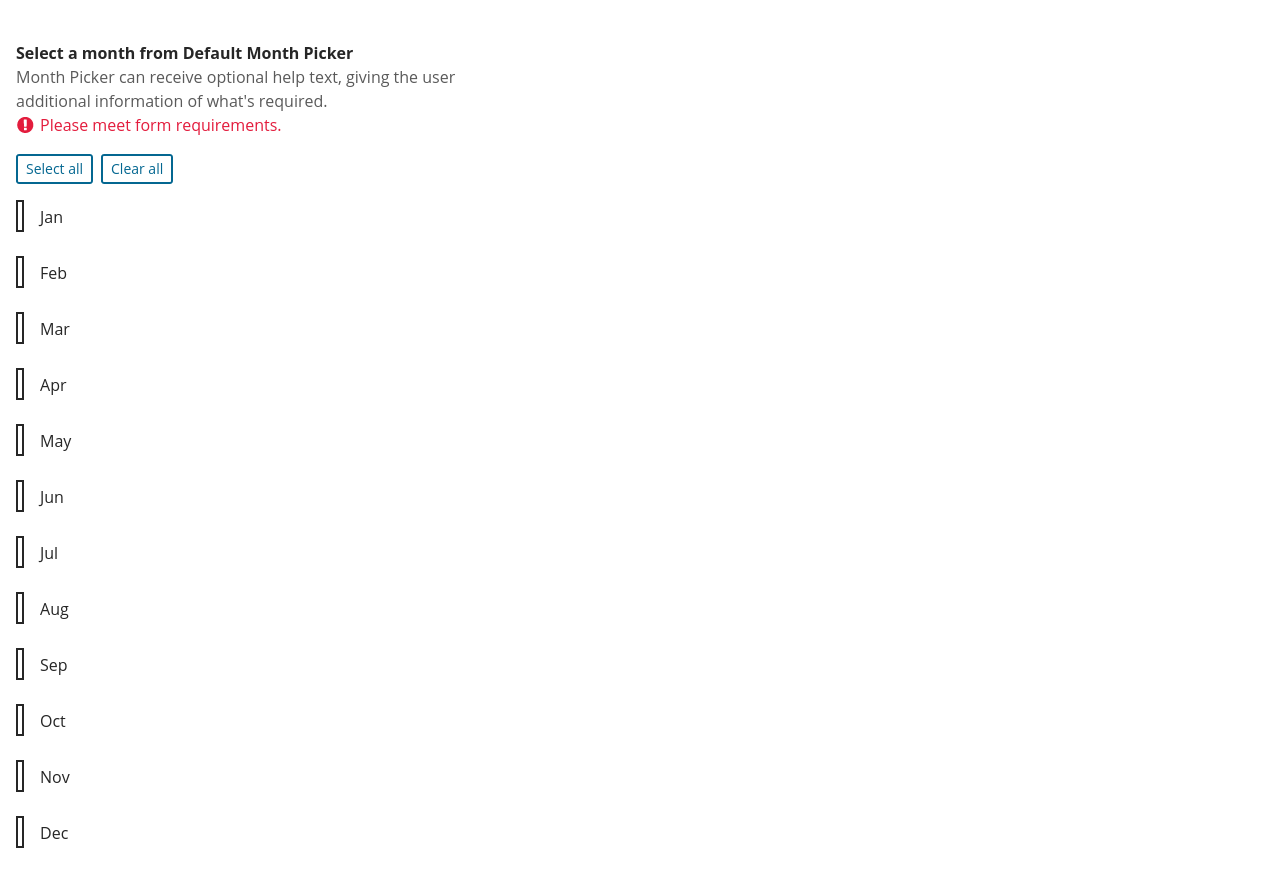 Select a month from Default Month Picker
Month Picker can receive optional help text, giving the user
additional information of what's required.
Please meet form requirements.
Select all Clear all
Jan
Feb
Mar
Apr
May
Jun
Jul
Aug
Sep
Oct
Nov
Dec